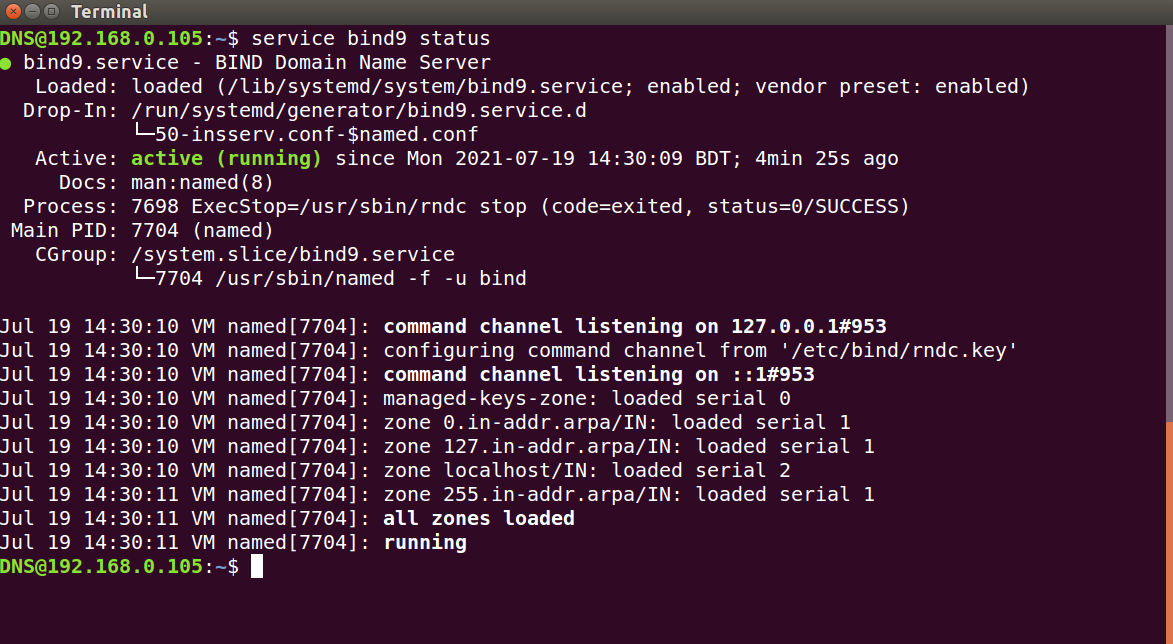 Terminal
DNS@192.168.0.105:~$ service bind9 status
● bind9.service - BIND Domain Name Server
   Loaded: loaded (/lib/systemd/system/bind9.service; enabled; vendor preset: enabled)
  Drop-In: /run/systemd/generator/bind9.service.d
           └─50-insserv.conf-$named.conf
   Active: active (running) since Mon 2021-07-19 14:30:09 BDT; 4min 25s ago
     Docs: man:named(8)
  Process: 7698 ExecStop=/usr/sbin/rndc stop (code=exited, status=0/SUCCESS)
 Main PID: 7704 (named)
   CGroup: /system.slice/bind9.service
           └─7704 /usr/sbin/named -f -u bind

Jul 19 14:30:10 VM named[7704]: command channel listening on 127.0.0.1#953
Jul 19 14:30:10 VM named[7704]: configuring command channel from '/etc/bind/rndc.key'
Jul 19 14:30:10 VM named[7704]: command channel listening on ::1#953
Jul 19 14:30:10 VM named[7704]: managed-keys-zone: loaded serial 0
Jul 19 14:30:10 VM named[7704]: zone 0.in-addr.arpa/IN: loaded serial 1
Jul 19 14:30:10 VM named[7704]: zone 127.in-addr.arpa/IN: loaded serial 1
Jul 19 14:30:10 VM named[7704]: zone localhost/IN: loaded serial 2
Jul 19 14:30:11 VM named[7704]: zone 255.in-addr.arpa/IN: loaded serial 1
Jul 19 14:30:11 VM named[7704]: all zones loaded
Jul 19 14:30:11 VM named[7704]: running
DNS@192.168.0.105:~$